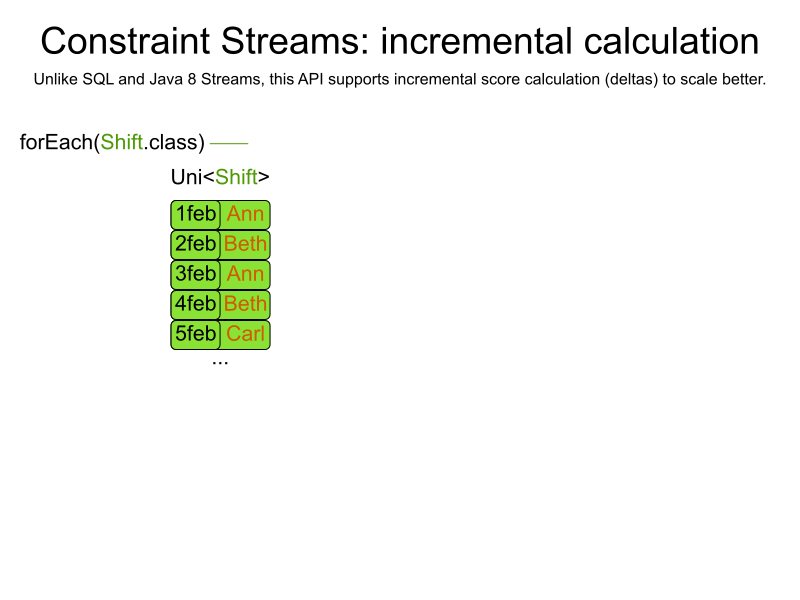 Constraint Streams: incremental calculation
Unlike SQL and Java 8 Streams, this API supports incremental score calculation (deltas) to scale better.
forEach(Shift.class)
Uni<Shift>
1feb Ann
2feb Beth
3feb Ann
4feb Beth
5feb Carl
...